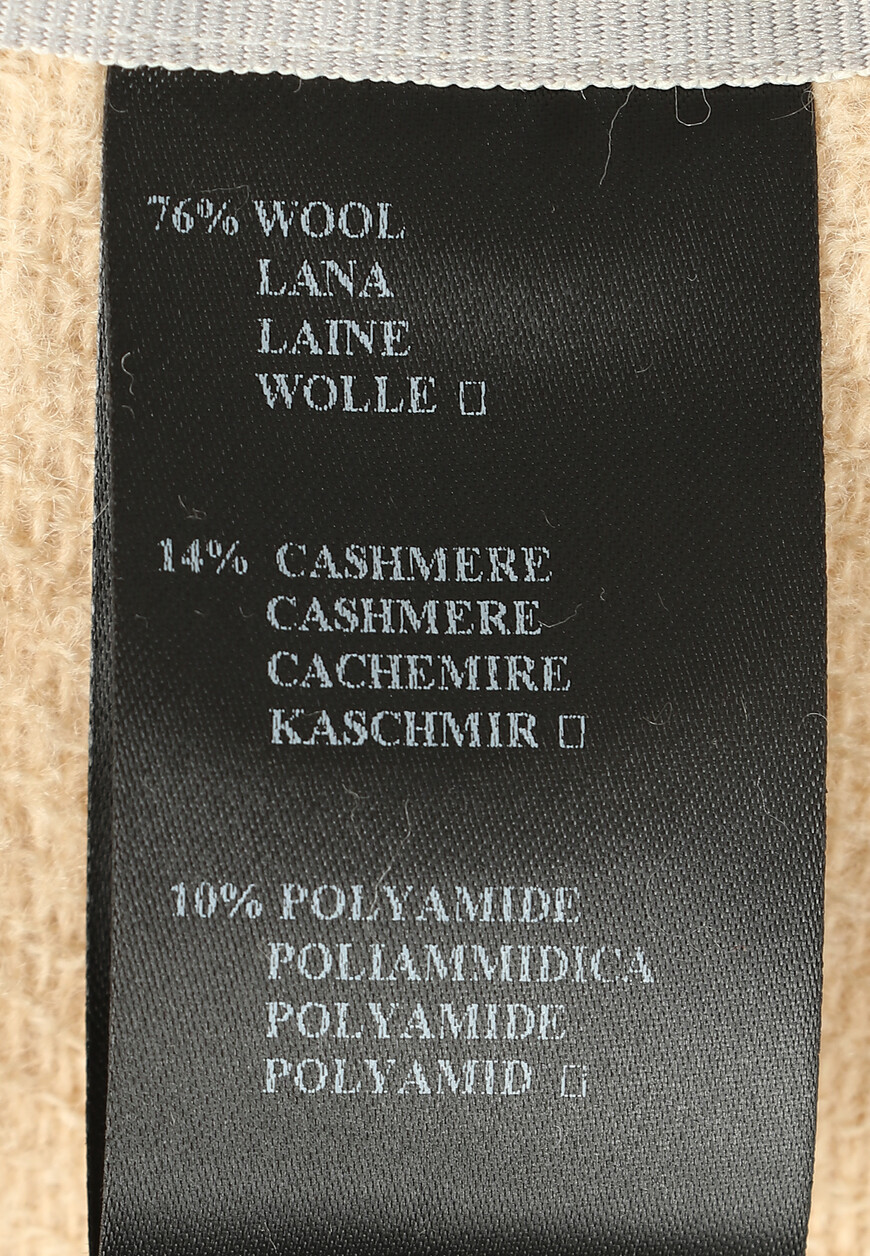 76% WOOL
LANA
LAINE
WOLLE □
14% CASHMERE
CASHMERE
CACHEMIRE
KASCHMIR □
10% POLYAMIDE
POLIAMMIDICA
POLYAMIDE
POLYAMID □